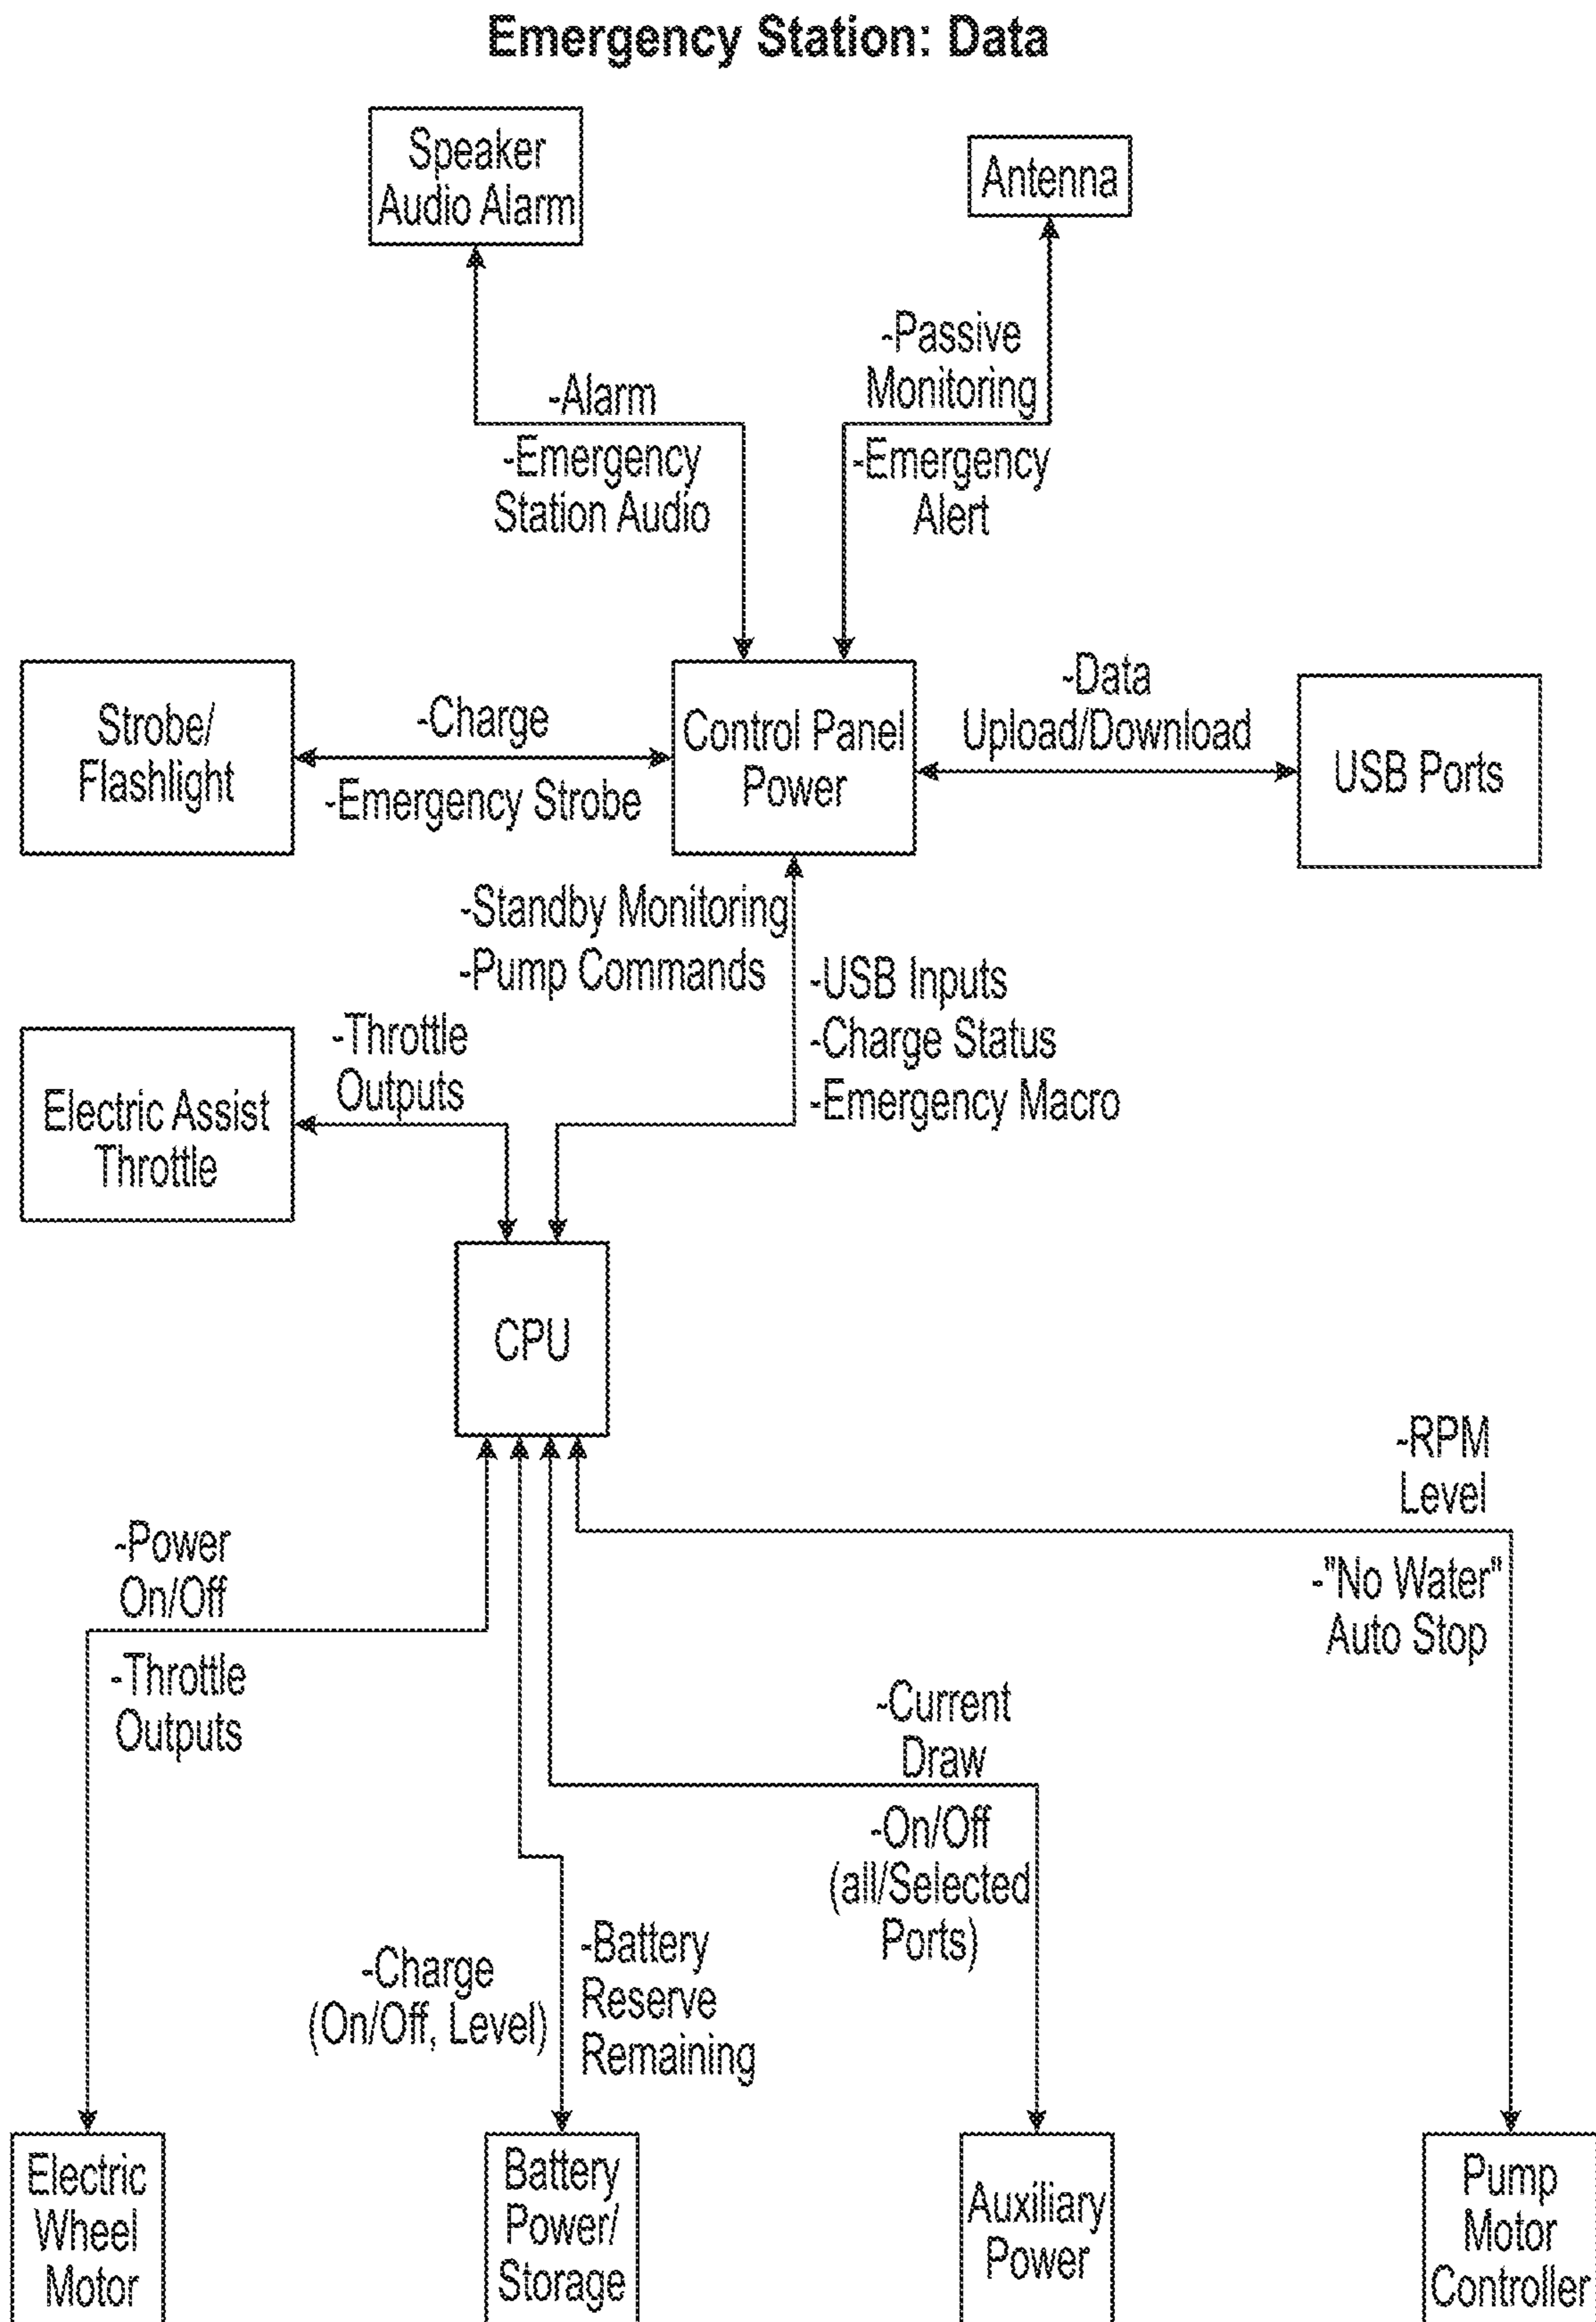 Emergency Station: Data
Speaker
Audio Alarm
Antenna
-Passive
Monitoring
-Alarm
-Emergency
Station Audio
-Emergency
Alert
Strobe/
Flashlight
-Charge
-Emergency Strobe
Control Panel
Power
-Data
Upload/Download
USB Ports
-Standby Monitoring
-Pump Commands
-USB Inputs
-Charge Status
-Emergency Macro
-Throttle
Outputs
Electric Assist
Throttle
CPU
-RPM
Level
-"No Water"
Auto Stop
-Power
On/Off
-Throttle
Outputs
-Current
Draw
-On/Off
(all/Selected
Ports)
-Charge
(On/Off, Level)
-Battery
Reserve
Remaining
Electric
Wheel
Motor
Battery
Power/
Storage
Auxiliary
Power
Pump
Motor
Controller